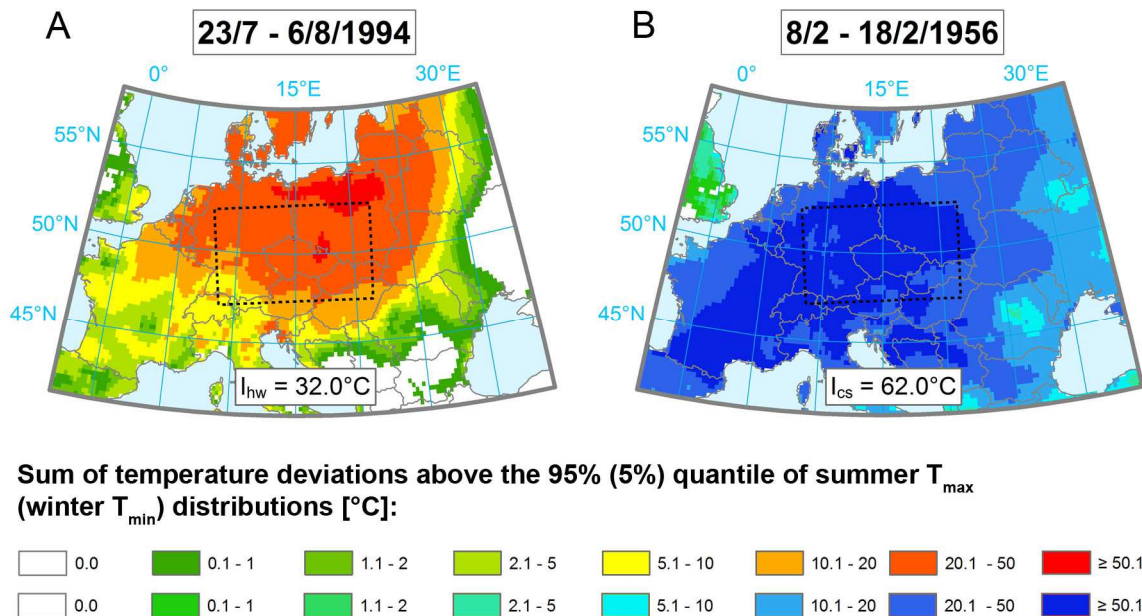 A
23/7 - 6/8/1994
B
8/2 - 18/2/1956
0°
15°E
30°E
55°N
50°N
45°N
I_hw = 32.0°C
0°
15°E
30°E
55°N
50°N
45°N
I_cs = 62.0°C
Sum of temperature deviations above the 95% (5%) quantile of summer T_max
(winter T_min) distributions [°C]:
0.0 0.1 - 1 1.1 - 2 2.1 - 5 5.1 - 10 10.1 - 20 20.1 - 50 ≥ 50.1
0.0 0.1 - 1 1.1 - 2 2.1 - 5 5.1 - 10 10.1 - 20 20.1 - 50 ≥ 50.1